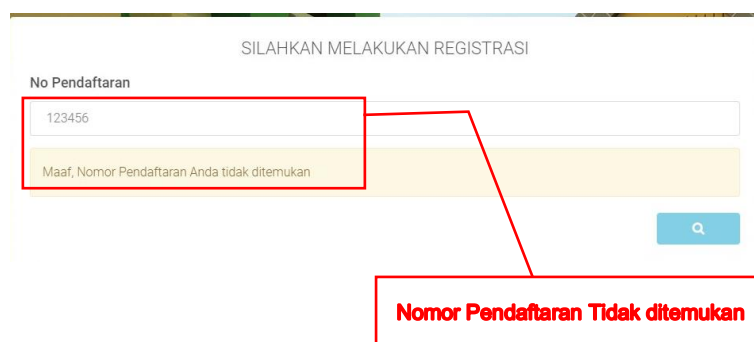 SILAHKAN MELAKUKAN REGISTRASI
No Pendaftaran
123456
Maaf, Nomor Pendaftaran Anda tidak ditemukan
Nomor Pendaftaran Tidak ditemukan